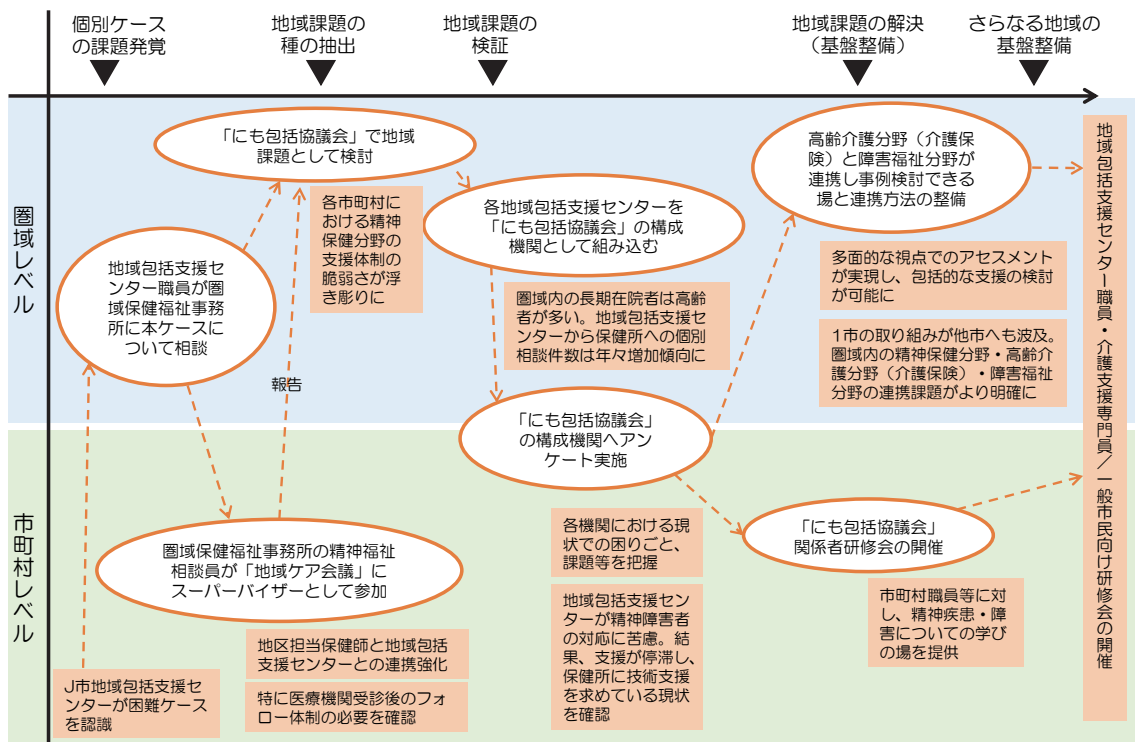 個別ケース
の課題発覚
地域課題の
種の抽出
地域課題の
検証
地域課題の解決
（基盤整備）
さらなる地域の
基盤整備
圏域レベル
「にも包括協議会」で地域
課題として検討
各市町村に
おける精神
保健分野の
支援体制の
脆弱さが浮
き彫りに
地域包括支援セ
ンター職員が圏
域保健福祉事務
所に本ケースに
ついて相談
報告
各地域包括支援センターを
「にも包括協議会」の構成
機関として組み込む
圏域内の長期在院者は高齢
者が多い。地域包括支援セ
ンターから保健所への個別
相談件数は年々増加傾向に
「にも包括協議会」
の構成機関へアン
ケート実施
高齢介護分野（介護保
険）と障害福祉分野が
連携し事例検討できる
場と連携方法の整備
多面的な視点でのアセスメント
が実現し、包括的な支援の検討
が可能に
１市の取り組みが他市へも波及。
圏域内の精神保健分野・高齢介
護分野（介護保険）・障害福祉
分野の連携課題がより明確に
地域包括支援センター職員・介護支援専門員／一般市民向け研修会の開催
市町村レベル
圏域保健福祉事務所の精神福祉
相談員が「地域ケア会議」に
スーパーバイザーとして参加
地区担当保健師と地域包括
支援センターとの連携強化
特に医療機関受診後のフォ
ロー体制の必要を確認
J市地域包括支援セ
ンターが困難ケース
を認識
各機関における現
状での困りごと、
課題等を把握
地域包括支援セン
ターが精神障害者
の対応に苦慮。結
果、支援が停滞し、
保健所に技術支援
を求めている現状
を確認
「にも包括協議会」
関係者研修会の開催
市町村職員等に対
し、精神疾患・障
害についての学び
の場を提供